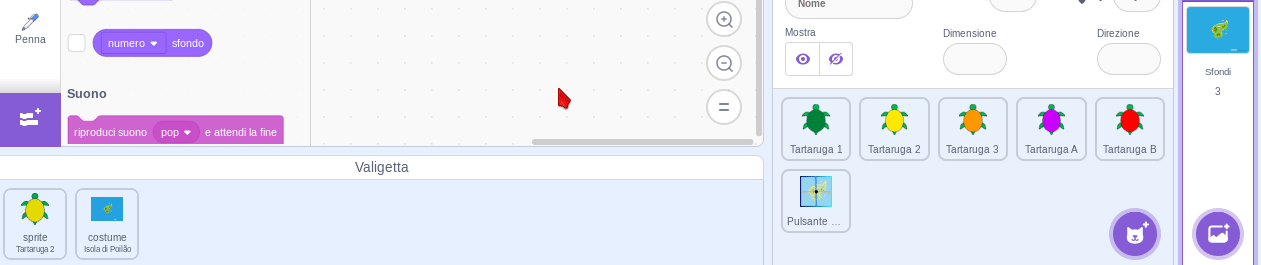 Penna
numero sfondo
Suono
riproduci suono pop e attendi la fine
Valigetta
sprite
Tartaruga 2
costume
Isola di Poilão
Nome
Mostra
Dimensione
Direzione
Tartaruga 1
Tartaruga 2
Tartaruga 3
Tartaruga A
Tartaruga B
Pulsante ...
Sfondi
3